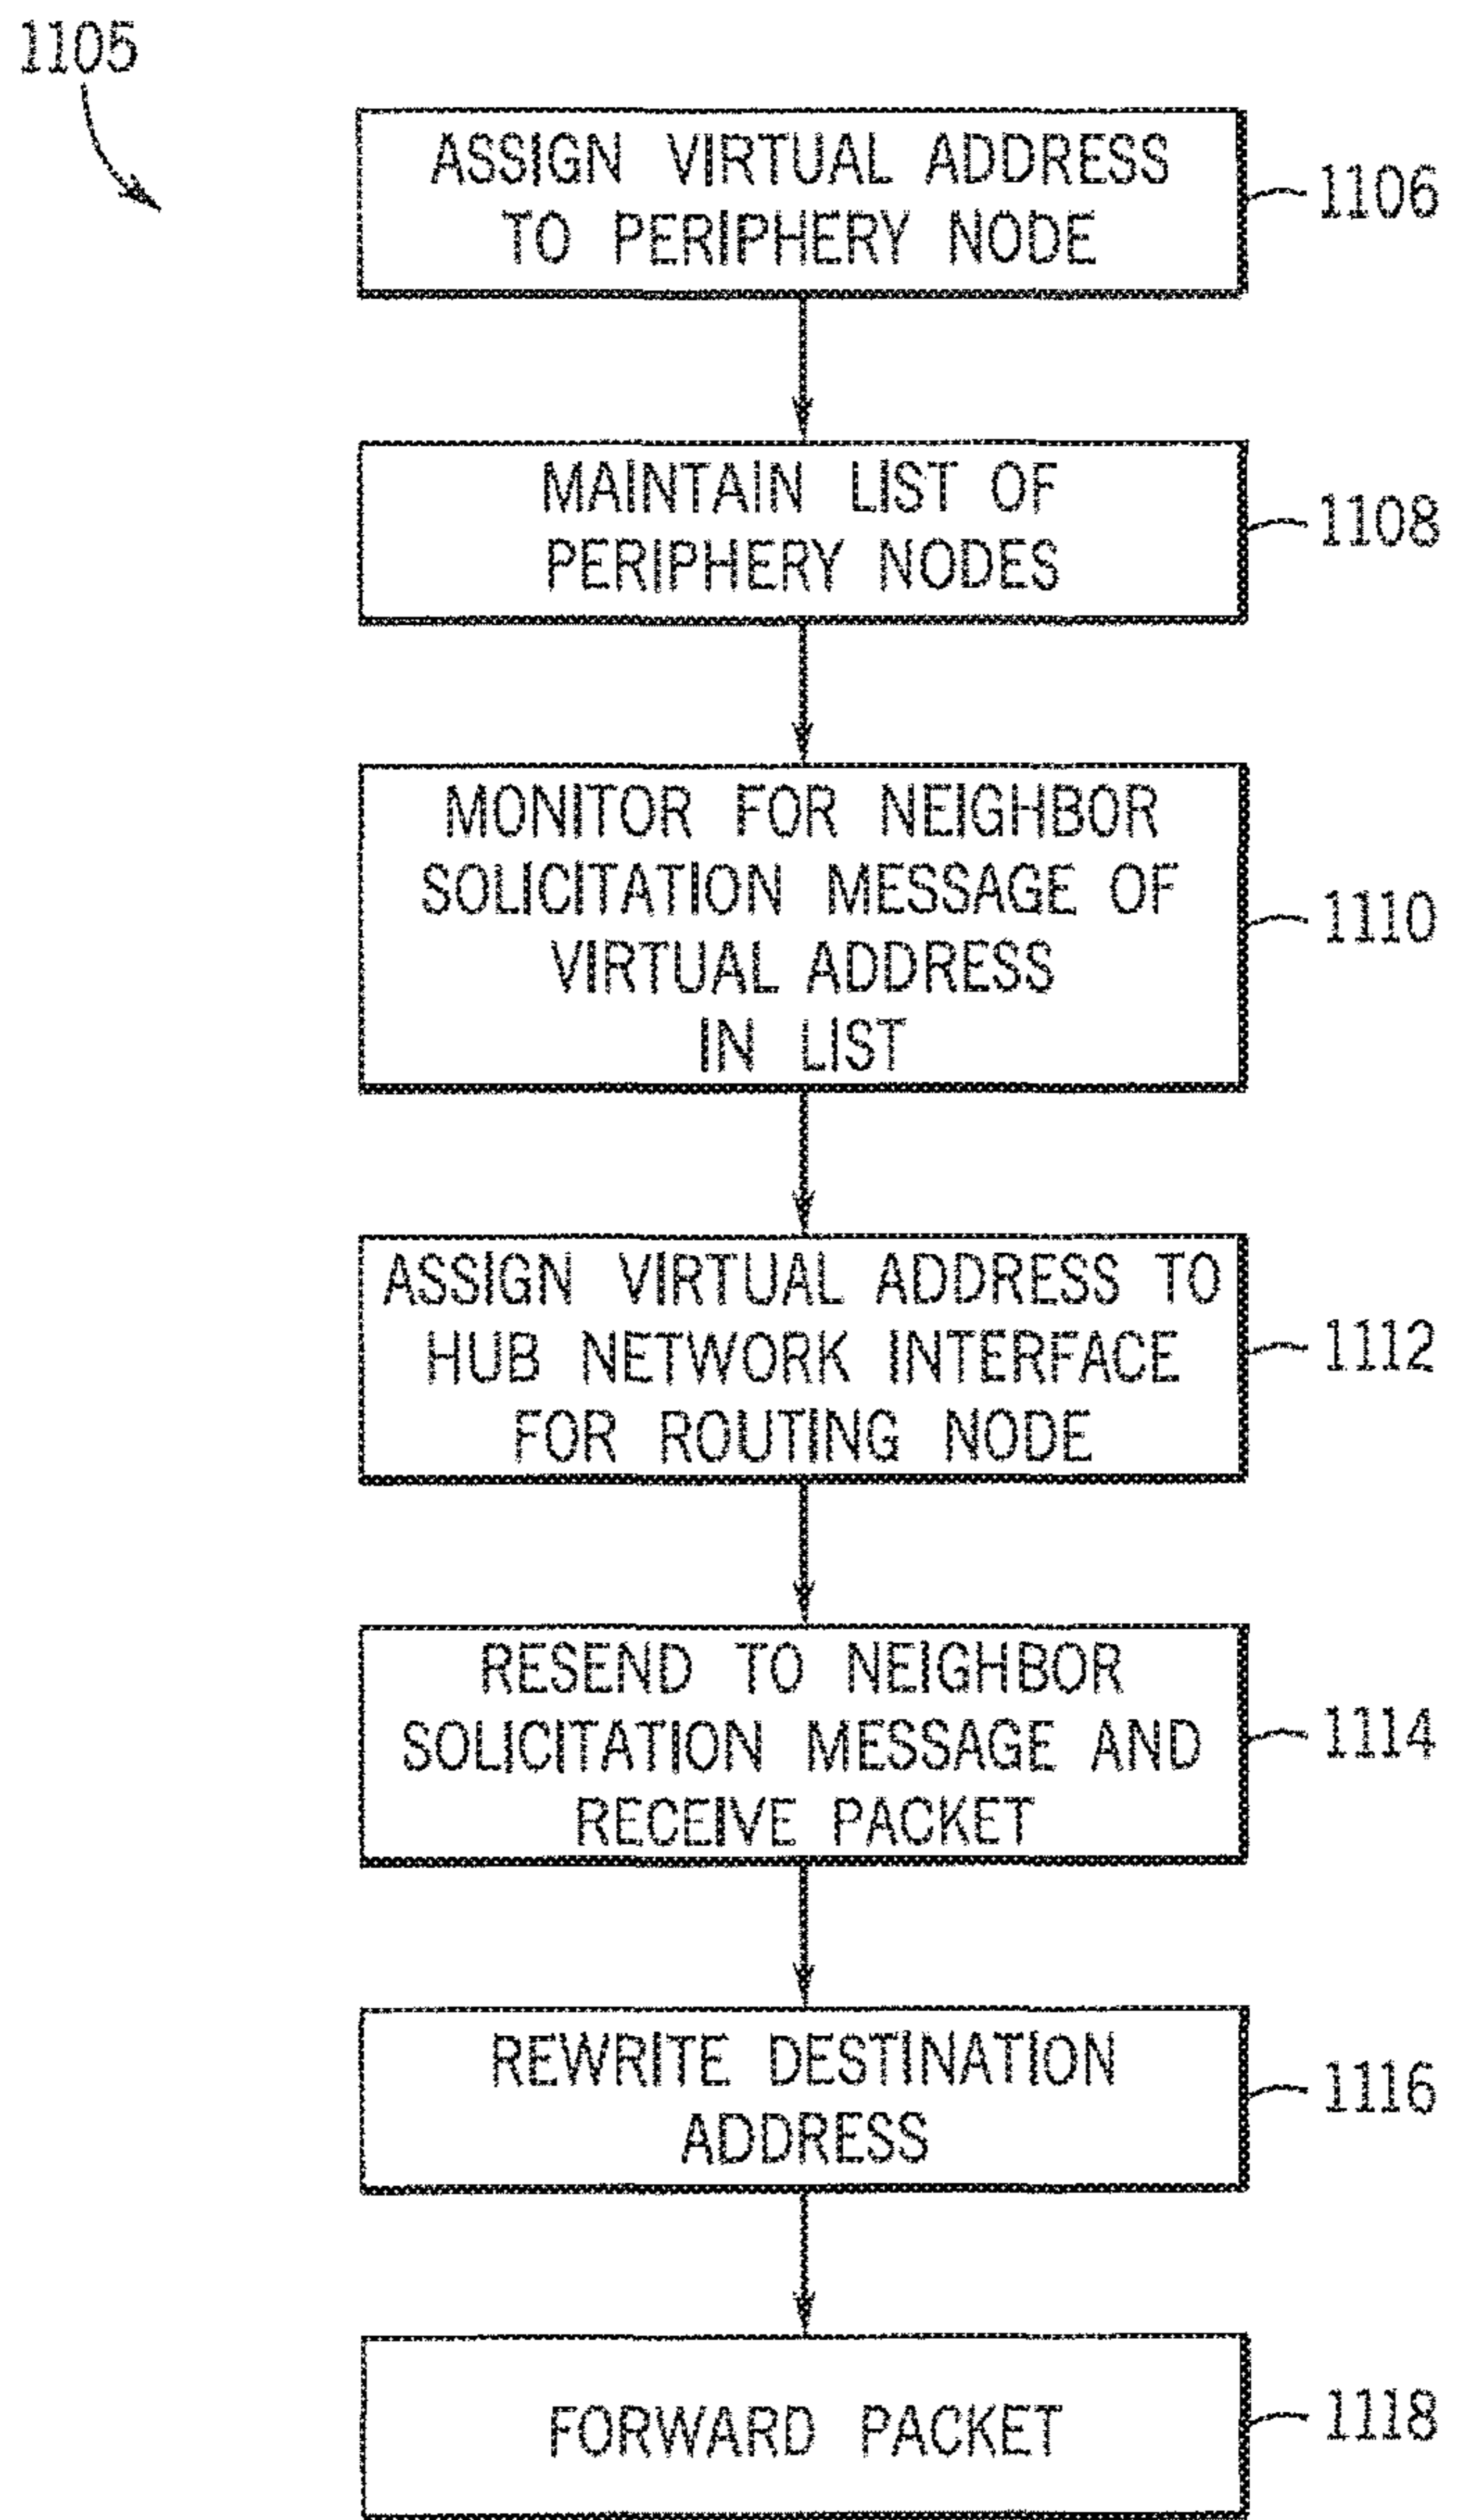 1105
ASSIGN VIRTUAL ADDRESS
TO PERIPHERY NODE
1106
MAINTAIN LIST OF
PERIPHERY NODES
1108
MONITOR FOR NEIGHBOR
SOLICITATION MESSAGE OF
VIRTUAL ADDRESS
IN LIST
1110
ASSIGN VIRTUAL ADDRESS TO
HUB NETWORK INTERFACE
FOR ROUTING NODE
1112
RESEND TO NEIGHBOR
SOLICITATION MESSAGE AND
RECEIVE PACKET
1114
REWRITE DESTINATION
ADDRESS
1116
FORWARD PACKET
1118